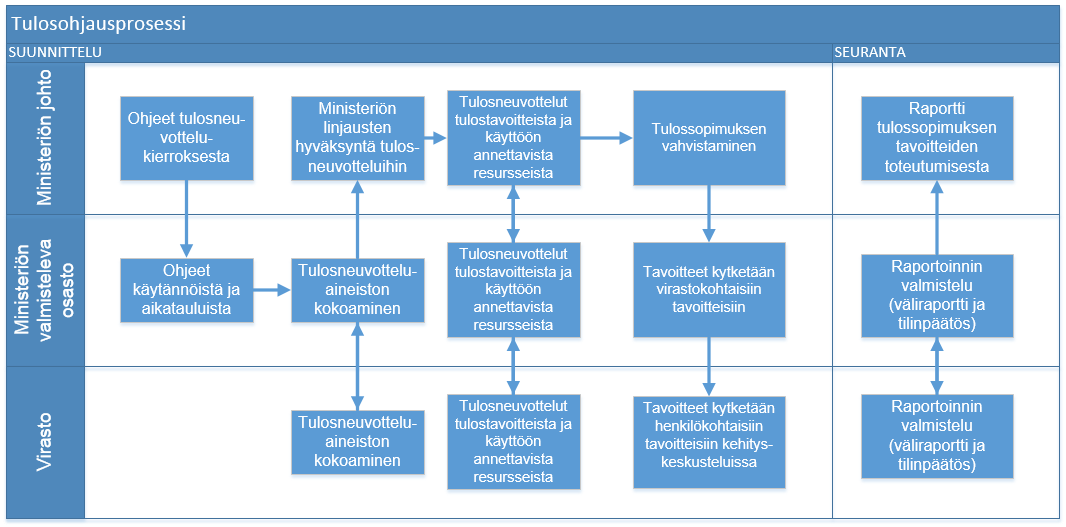 Tulosohjausprosessi
SUUNNITTELU
SEURANTA
Ministeriön johto
Ohjeet tulosneu-
vottelu-
kierroksesta
Ministeriön
linjausten
hyväksyntä tulos-
neuvotteluihin
Tulosneuvottelut
tulostavoitteista ja
käyttöön
annettavista
resursseista
Tulossopimuksen
vahvistaminen
Raportti
tulossopimuksen
tavoitteiden
toteutumisesta
Ministeriön
valmisteleva
osasto
Ohjeet
käytännöistä ja
aikatauluista
Tulosneuvottelu-
aineiston
kokoaminen
Tulosneuvottelut
tulostavoitteista ja
käyttöön
annettavista
resursseista
Tavoitteet kytketään
virastokohtaisiin
tavoitteisiin
Raportoinnin
valmistelu
(väliraportti ja
tilinpäätös)
Virasto
Tulosneuvottelu-
aineiston
kokoaminen
Tulosneuvottelut
tulostavoitteista ja
käyttöön
annettavista
resursseista
Tavoitteet kytketään
henkilökohtaisiin
tavoitteisiin kehitys-
keskusteluissa
Raportoinnin
valmistelu
(väliraportti ja
tilinpäätös)